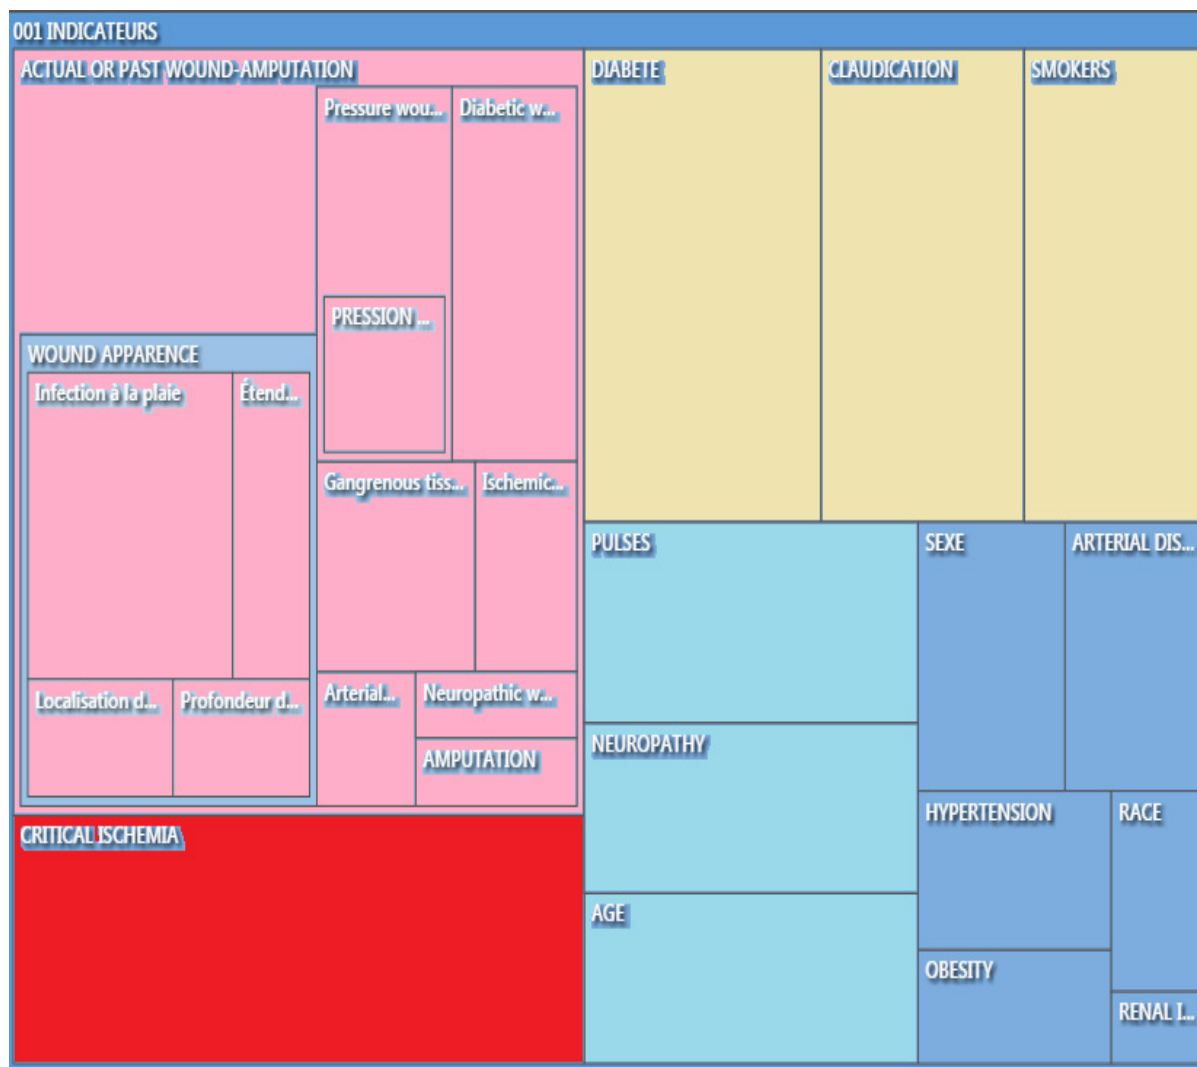 001 INDICATEURS
ACTUAL OR PAST WOUND-AMPUTATION
Pressure wou...
Diabetic w...
PRESSION ...
WOUND APPARENCE
Infection à la plaie
Étend...
Localisation d...
Profondeur d...
Gangrenous tiss...
Ischemic...
Arterial...
Neuropathic w...
AMPUTATION
CRITICAL ISCHEMIA
DIABETE
CLAUDICATION
SMOKERS
PULSES
NEUROPATHY
AGE
SEXE
ARTERIAL DIS...
HYPERTENSION
RACE
OBESITY
RENAL I...